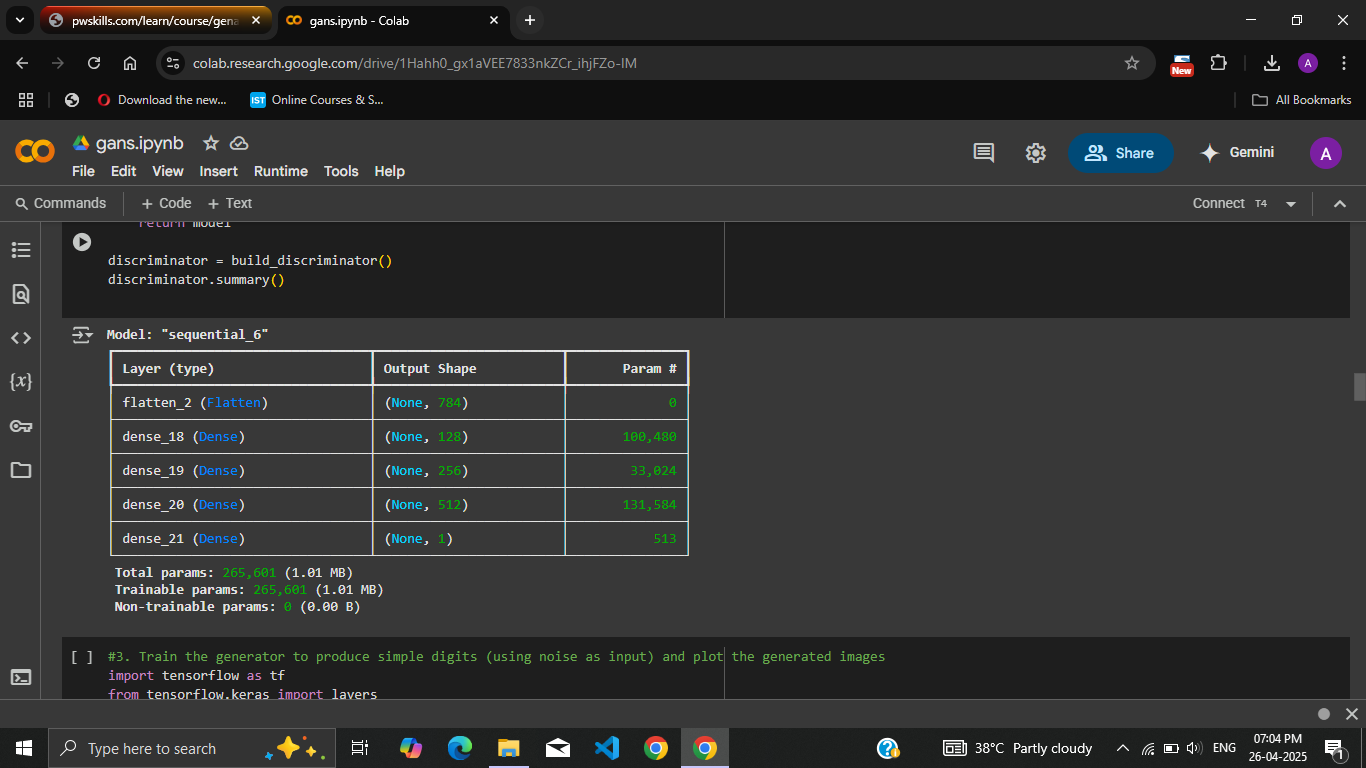 pwskills.com/learn/course/gena
gans.ipynb - Colab
colab.research.google.com/drive/1Hahh0_gx1aVEE7833nkZCr_ihjFZo-IM
New
A
Download the new...
IST
Online Courses & S...
All Bookmarks
gans.ipynb
File Edit View Insert Runtime Tools Help
Share
Gemini
A
Commands + Code + Text
Connect T4
return model
discriminator = build_discriminator()
discriminator.summary()
Model: "sequential_6"
Layer (type) Output Shape Param #
flatten_2 (Flatten) (None, 784) 0
dense_18 (Dense) (None, 128) 100,480
dense_19 (Dense) (None, 256) 33,024
dense_20 (Dense) (None, 512) 131,584
dense_21 (Dense) (None, 1) 513
Total params: 265,601 (1.01 MB)
Trainable params: 265,601 (1.01 MB)
Non-trainable params: 0 (0.00 B)
[ ] #3. Train the generator to produce simple digits (using noise as input) and plot the generated images
import tensorflow as tf
from tensorflow.keras import layers
Type here to search
38°C Partly cloudy
ENG
07:04 PM
26-04-2025
1